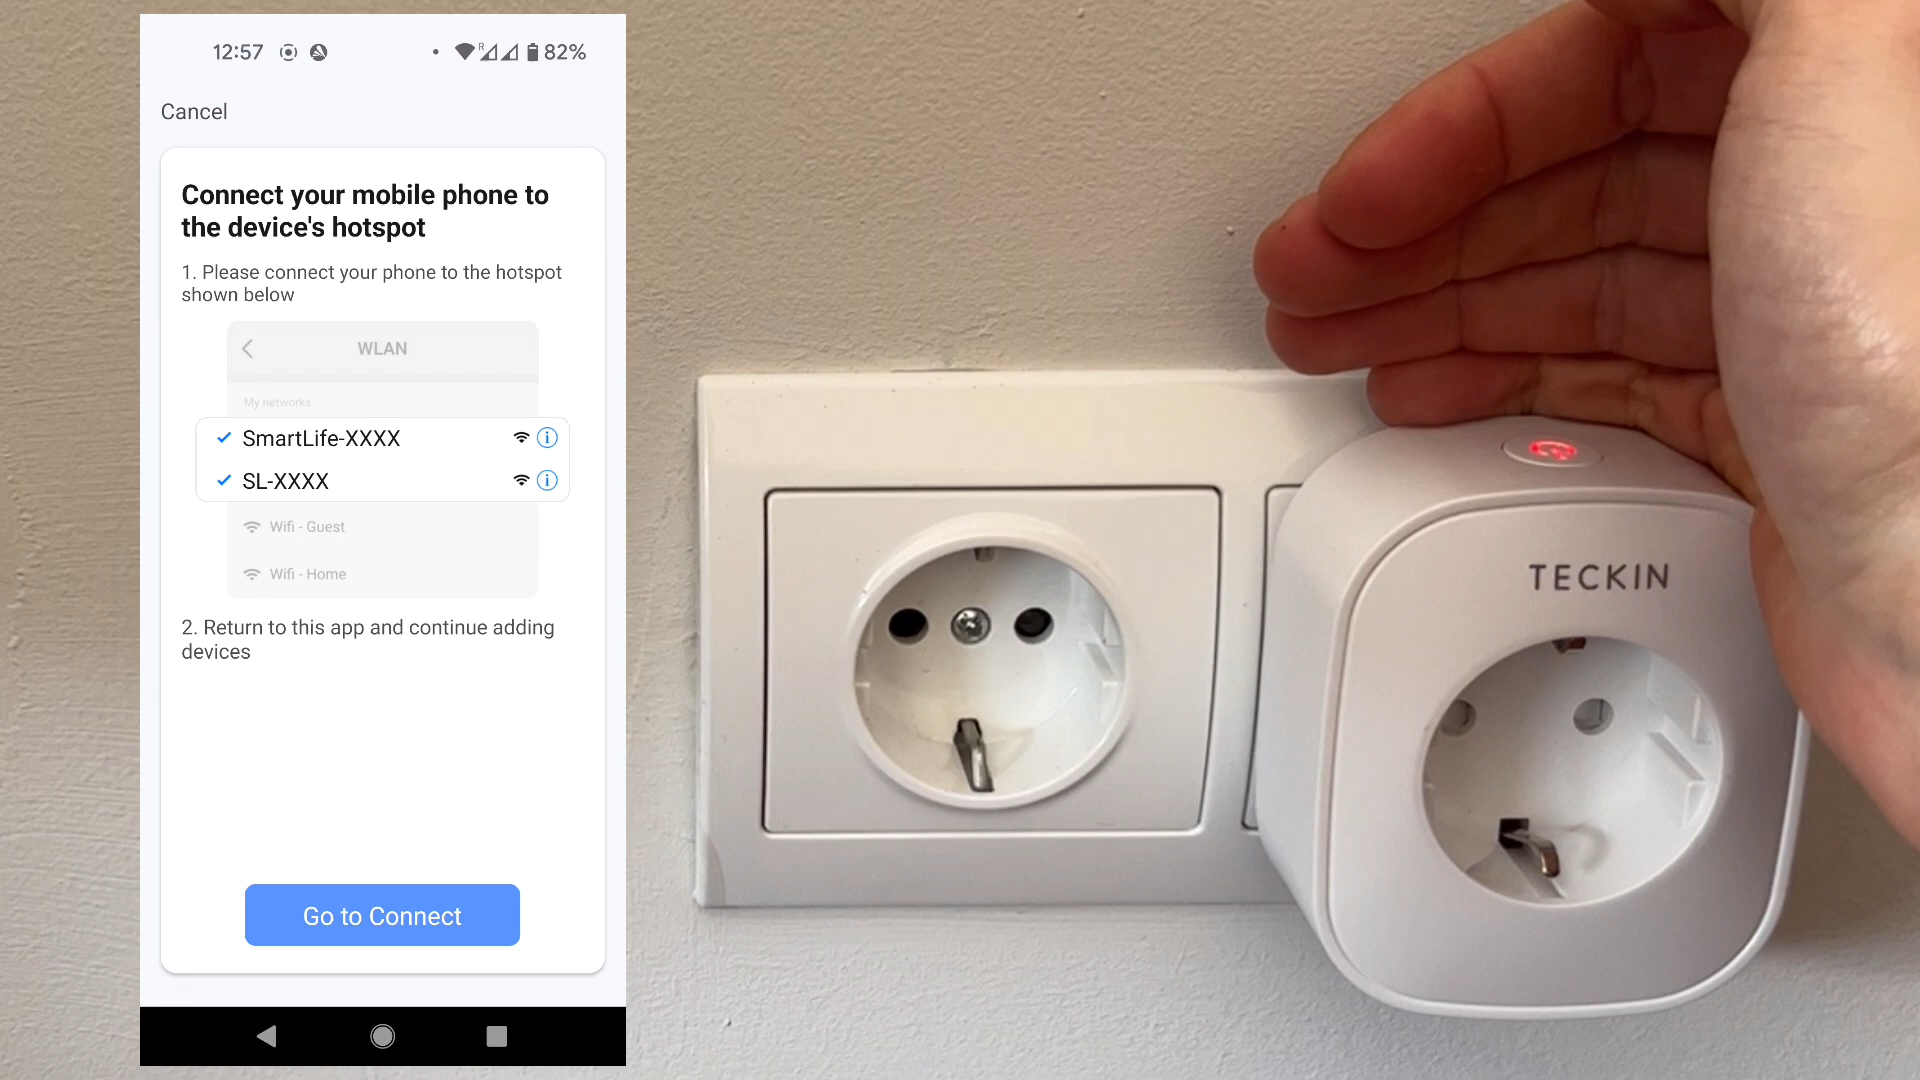 12:57
R
82%
Cancel
Connect your mobile phone to
the device's hotspot
1. Please connect your phone to the hotspot
shown below
WLAN
My networks
SmartLife-XXXX
SL-XXXX
Wifi - Guest
Wifi - Home
2. Return to this app and continue adding
devices
Go to Connect
TECKIN